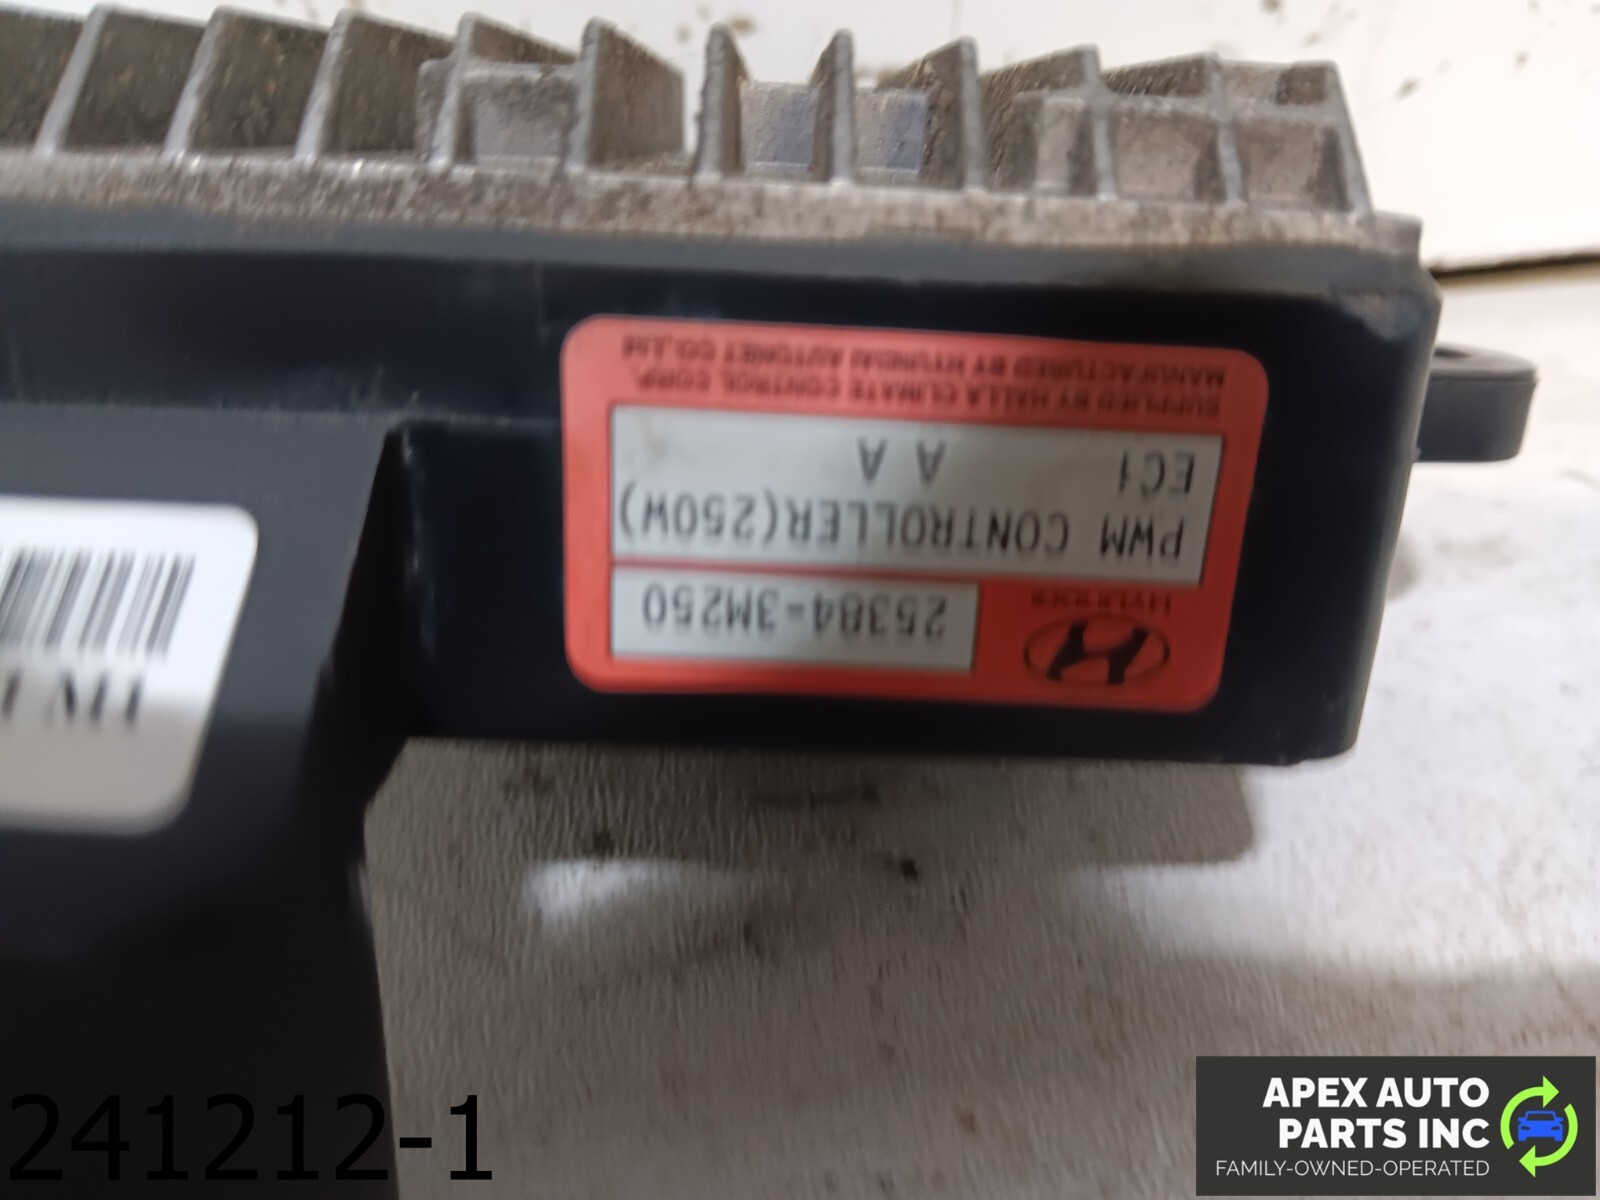 25384-3M250
PWM CONTROLLER(250W)
EC1 A A
SUPPLIED BY HALLA CLIMATE CONTROL CORP.
MANUFACTURED BY HYUNDAI AUTONET CO.,Ltd
241212-1
APEX AUTO
PARTS INC
FAMILY-OWNED-OPERATED